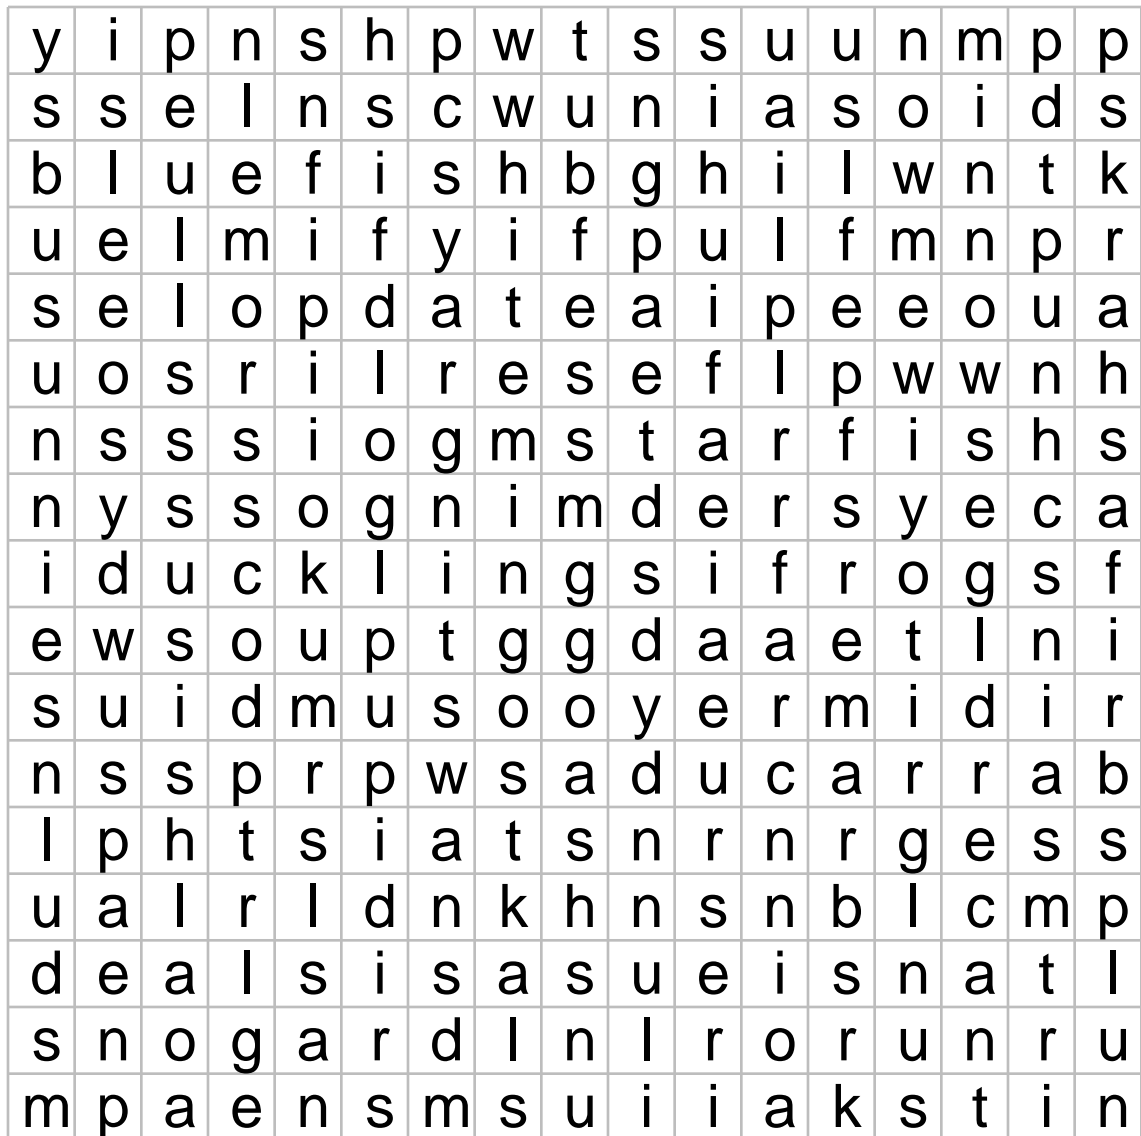 y i p n s h p w t s s u u n m p p
s s e l n s c w u n i a s o i d s
b l u e f i s h b g h i l w n t k
u e l m i f y i f p u l f m n p r
s e l o p d a t e a i p e e o u a
u o s r i l r e s e f l p w w n h
n s s s i o g m s t a r f i s h s
n y s s o g n i m d e r s y e c a
i d u c k l i n g s i f r o g s f
e w s o u p t g g d a a e t l n i
s u i d m u s o o y e r m i d i r
n s s p r p w s a d u c a r r a b
l p h t s i a t s n r n r g e s s
u a l r l d n k h n s n b l c m p
d e a l s i s a s u e i s n a t l
s n o g a r d l n l r o r u n r u
m p a e n s m s u i i a k s t i n